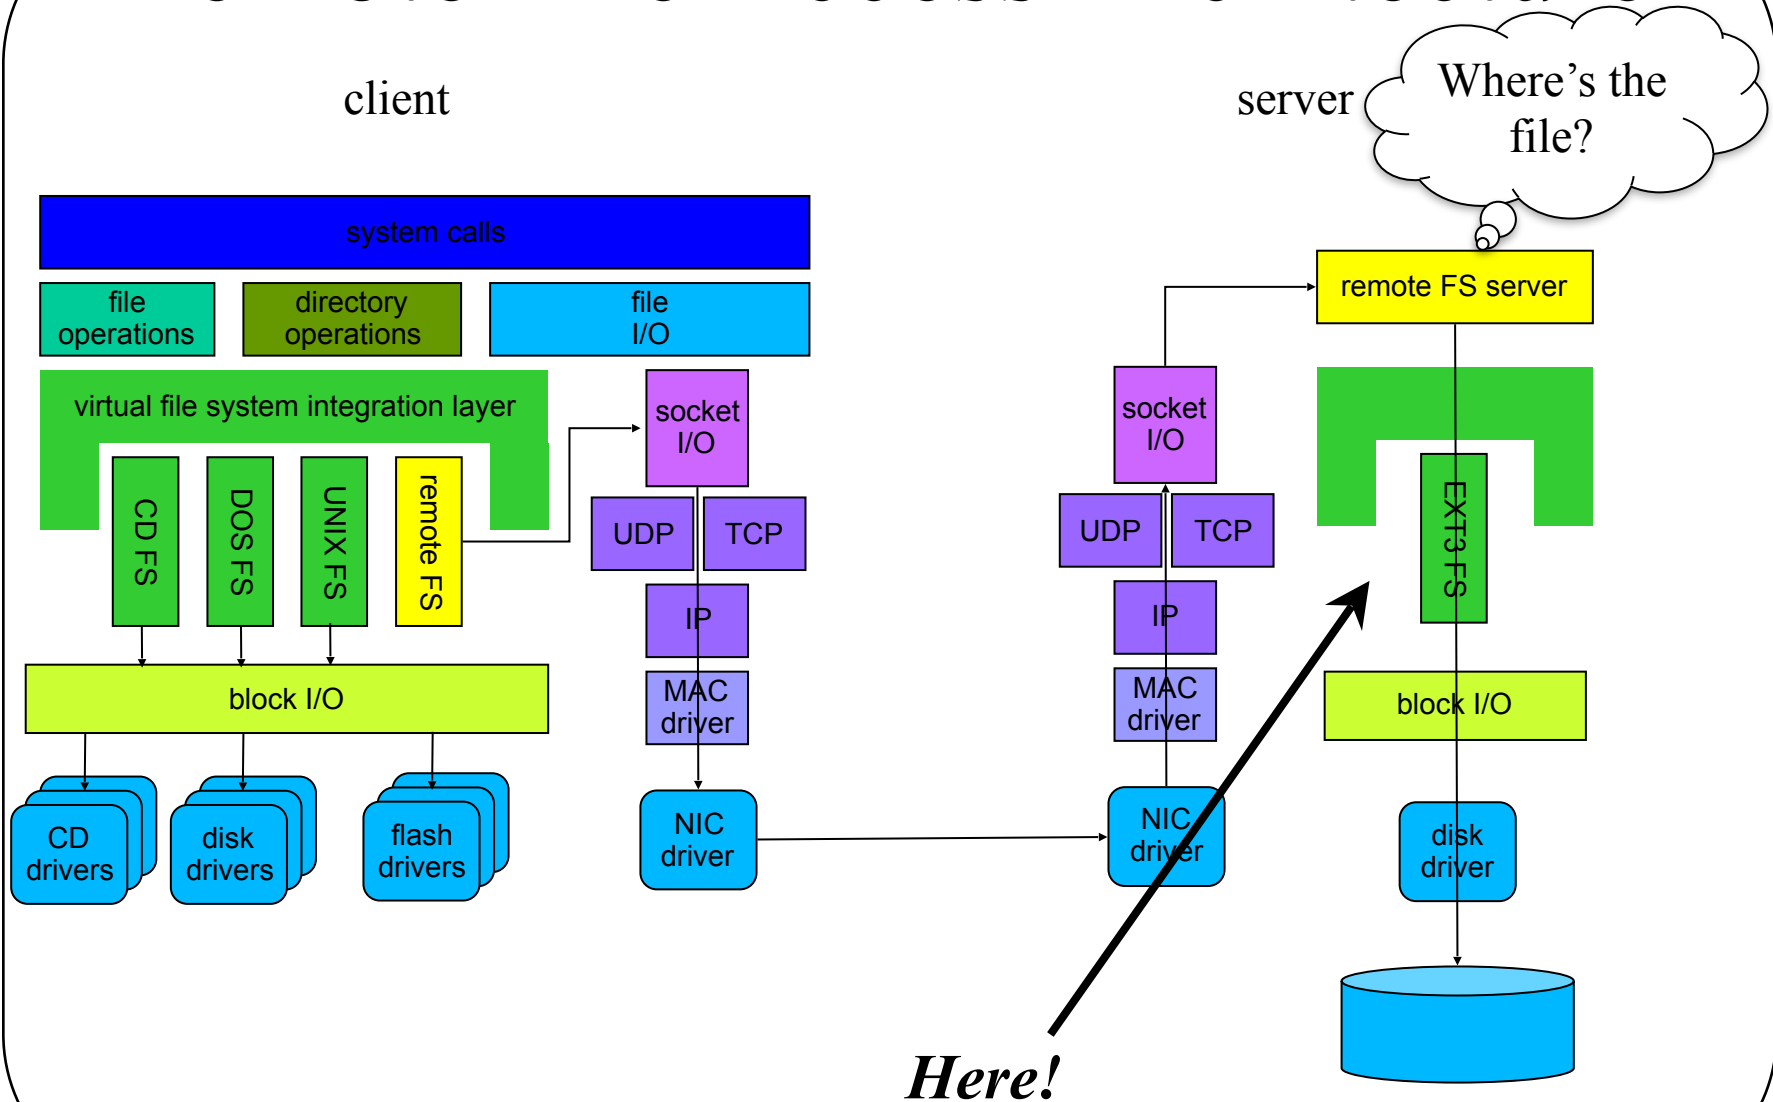 client
server
Where’s the
file?
system calls
file
operations
directory
operations
file
I/O
virtual file system integration layer
CD FS
DOS FS
UNIX FS
remote FS
block I/O
CD
drivers
disk
drivers
flash
drivers
socket
I/O
UDP
TCP
IP
MAC
driver
NIC
driver
socket
I/O
UDP
TCP
IP
MAC
driver
NIC
driver
remote FS server
EXT3 FS
block I/O
disk
driver
Here!